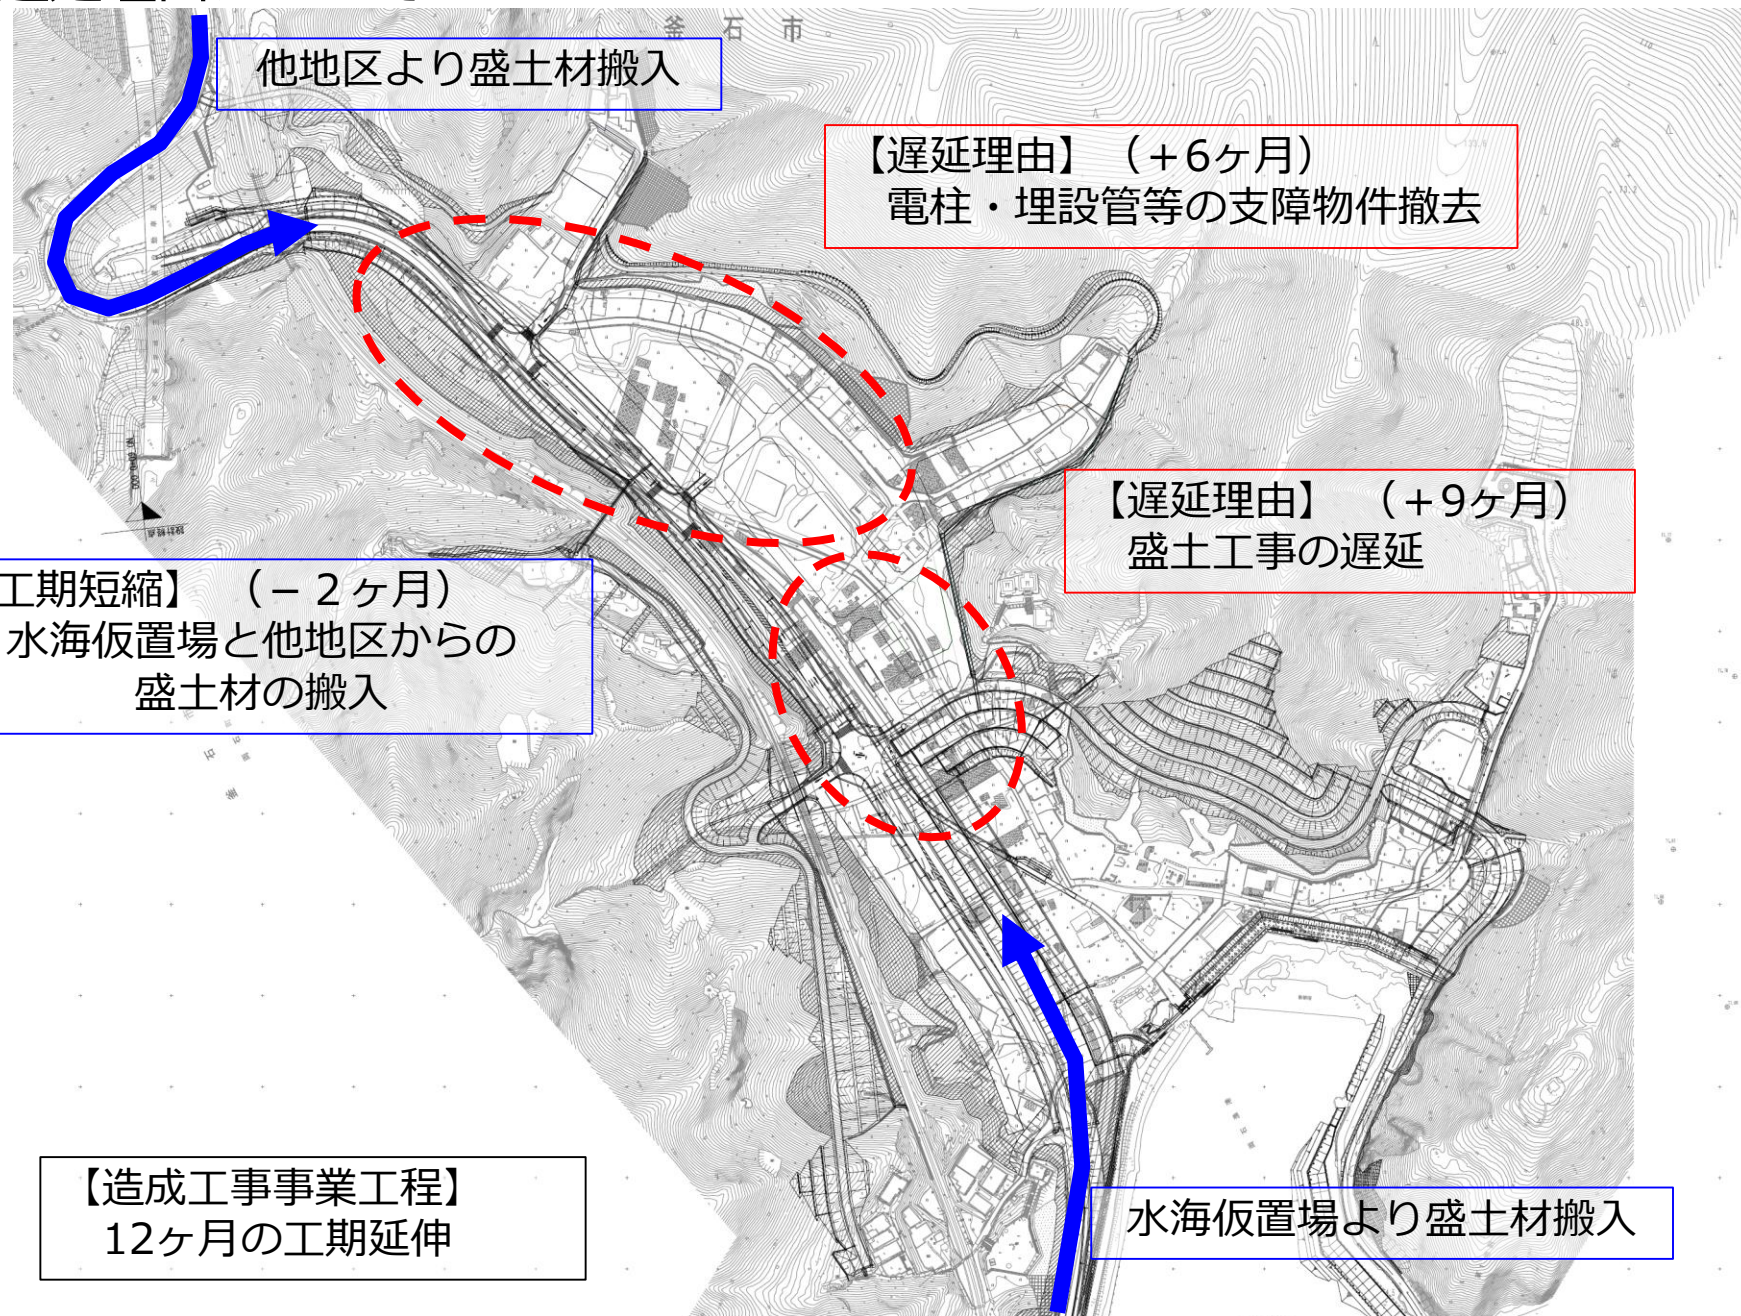 釜石市
他地区より盛土材搬入
【遅延理由】（＋6ヶ月）
電柱・埋設管等の支障物件撤去
【遅延理由】（＋9ヶ月）
盛土工事の遅延
工期短縮】（－２ヶ月）
水海仮置場と他地区からの
盛土材の搬入
【造成工事事業工程】
12ヶ月の工期延伸
水海仮置場より盛土材搬入